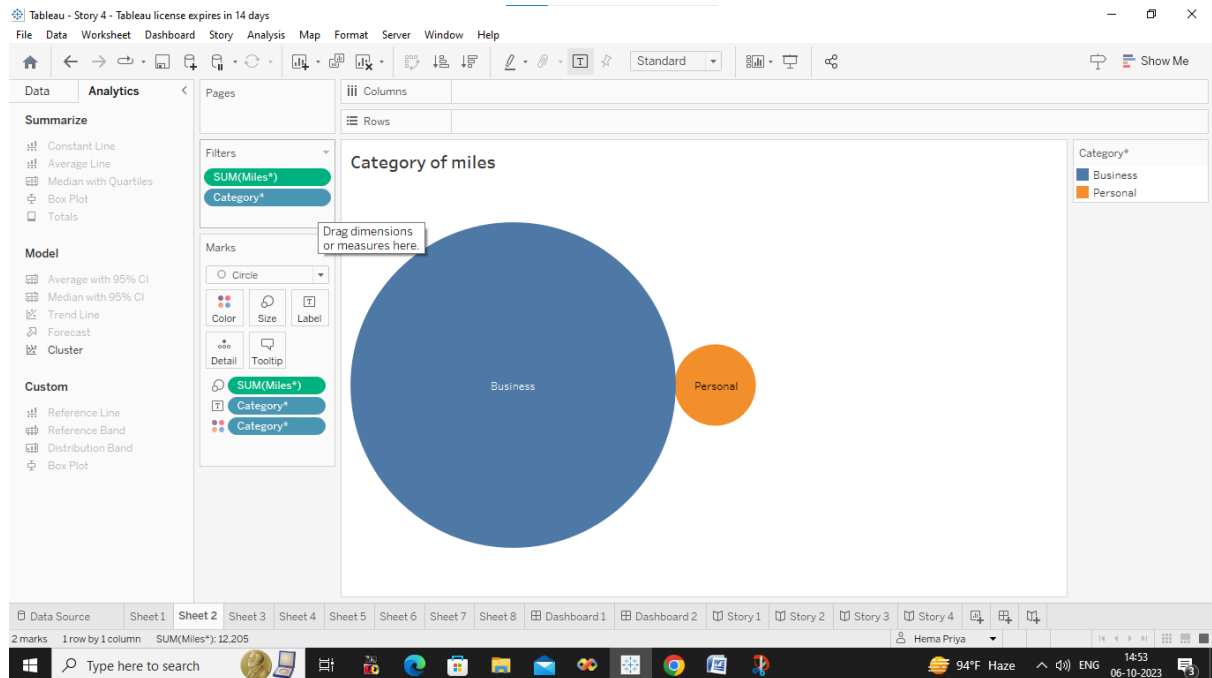 Tableau - Story 4 - Tableau license expires in 14 days
File Data Worksheet Dashboard Story Analysis Map Format Server Window Help
T Standard Show Me
Data Analytics
Summarize
Constant Line
Average Line
Median with Quartiles
Box Plot
Totals
Model
Average with 95% CI
Median with 95% CI
Trend Line
Forecast
Cluster
Custom
Reference Line
Reference Band
Distribution Band
Box Plot
Pages
Filters
SUM(Miles*)
Category*
Drag dimensions
or measures here.
Marks
Circle
Color Size Label
Detail Tooltip
SUM(Miles*)
Category*
Category*
Columns
Rows
Category of miles
Business
Personal
Category*
Business
Personal
Data Source Sheet 1 Sheet 2 Sheet 3 Sheet 4 Sheet 5 Sheet 6 Sheet 7 Sheet 8 Dashboard 1 Dashboard 2 Story 1 Story 2 Story 3 Story 4
2 marks 1 row by 1 column SUM(Miles*): 12,205 Hema Priya
Type here to search 94°F Haze ENG 14:53
06-10-2023 3